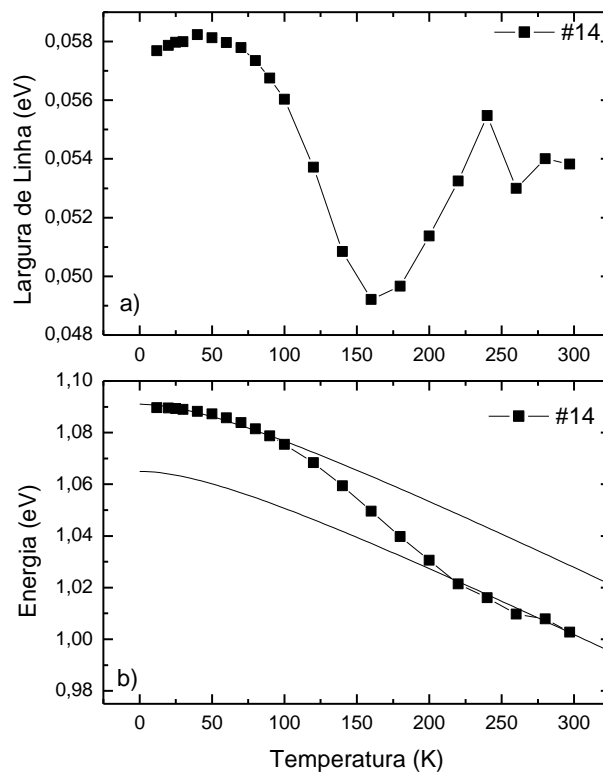 0,058
0,056
0,054
0,052
0,050
0,048
Largura de Linha (eV)
#14
a)
0 50 100 150 200 250 300
1,10
1,08
1,06
1,04
1,02
1,00
0,98
Energia (eV)
#14
b)
0 50 100 150 200 250 300
Temperatura (K)